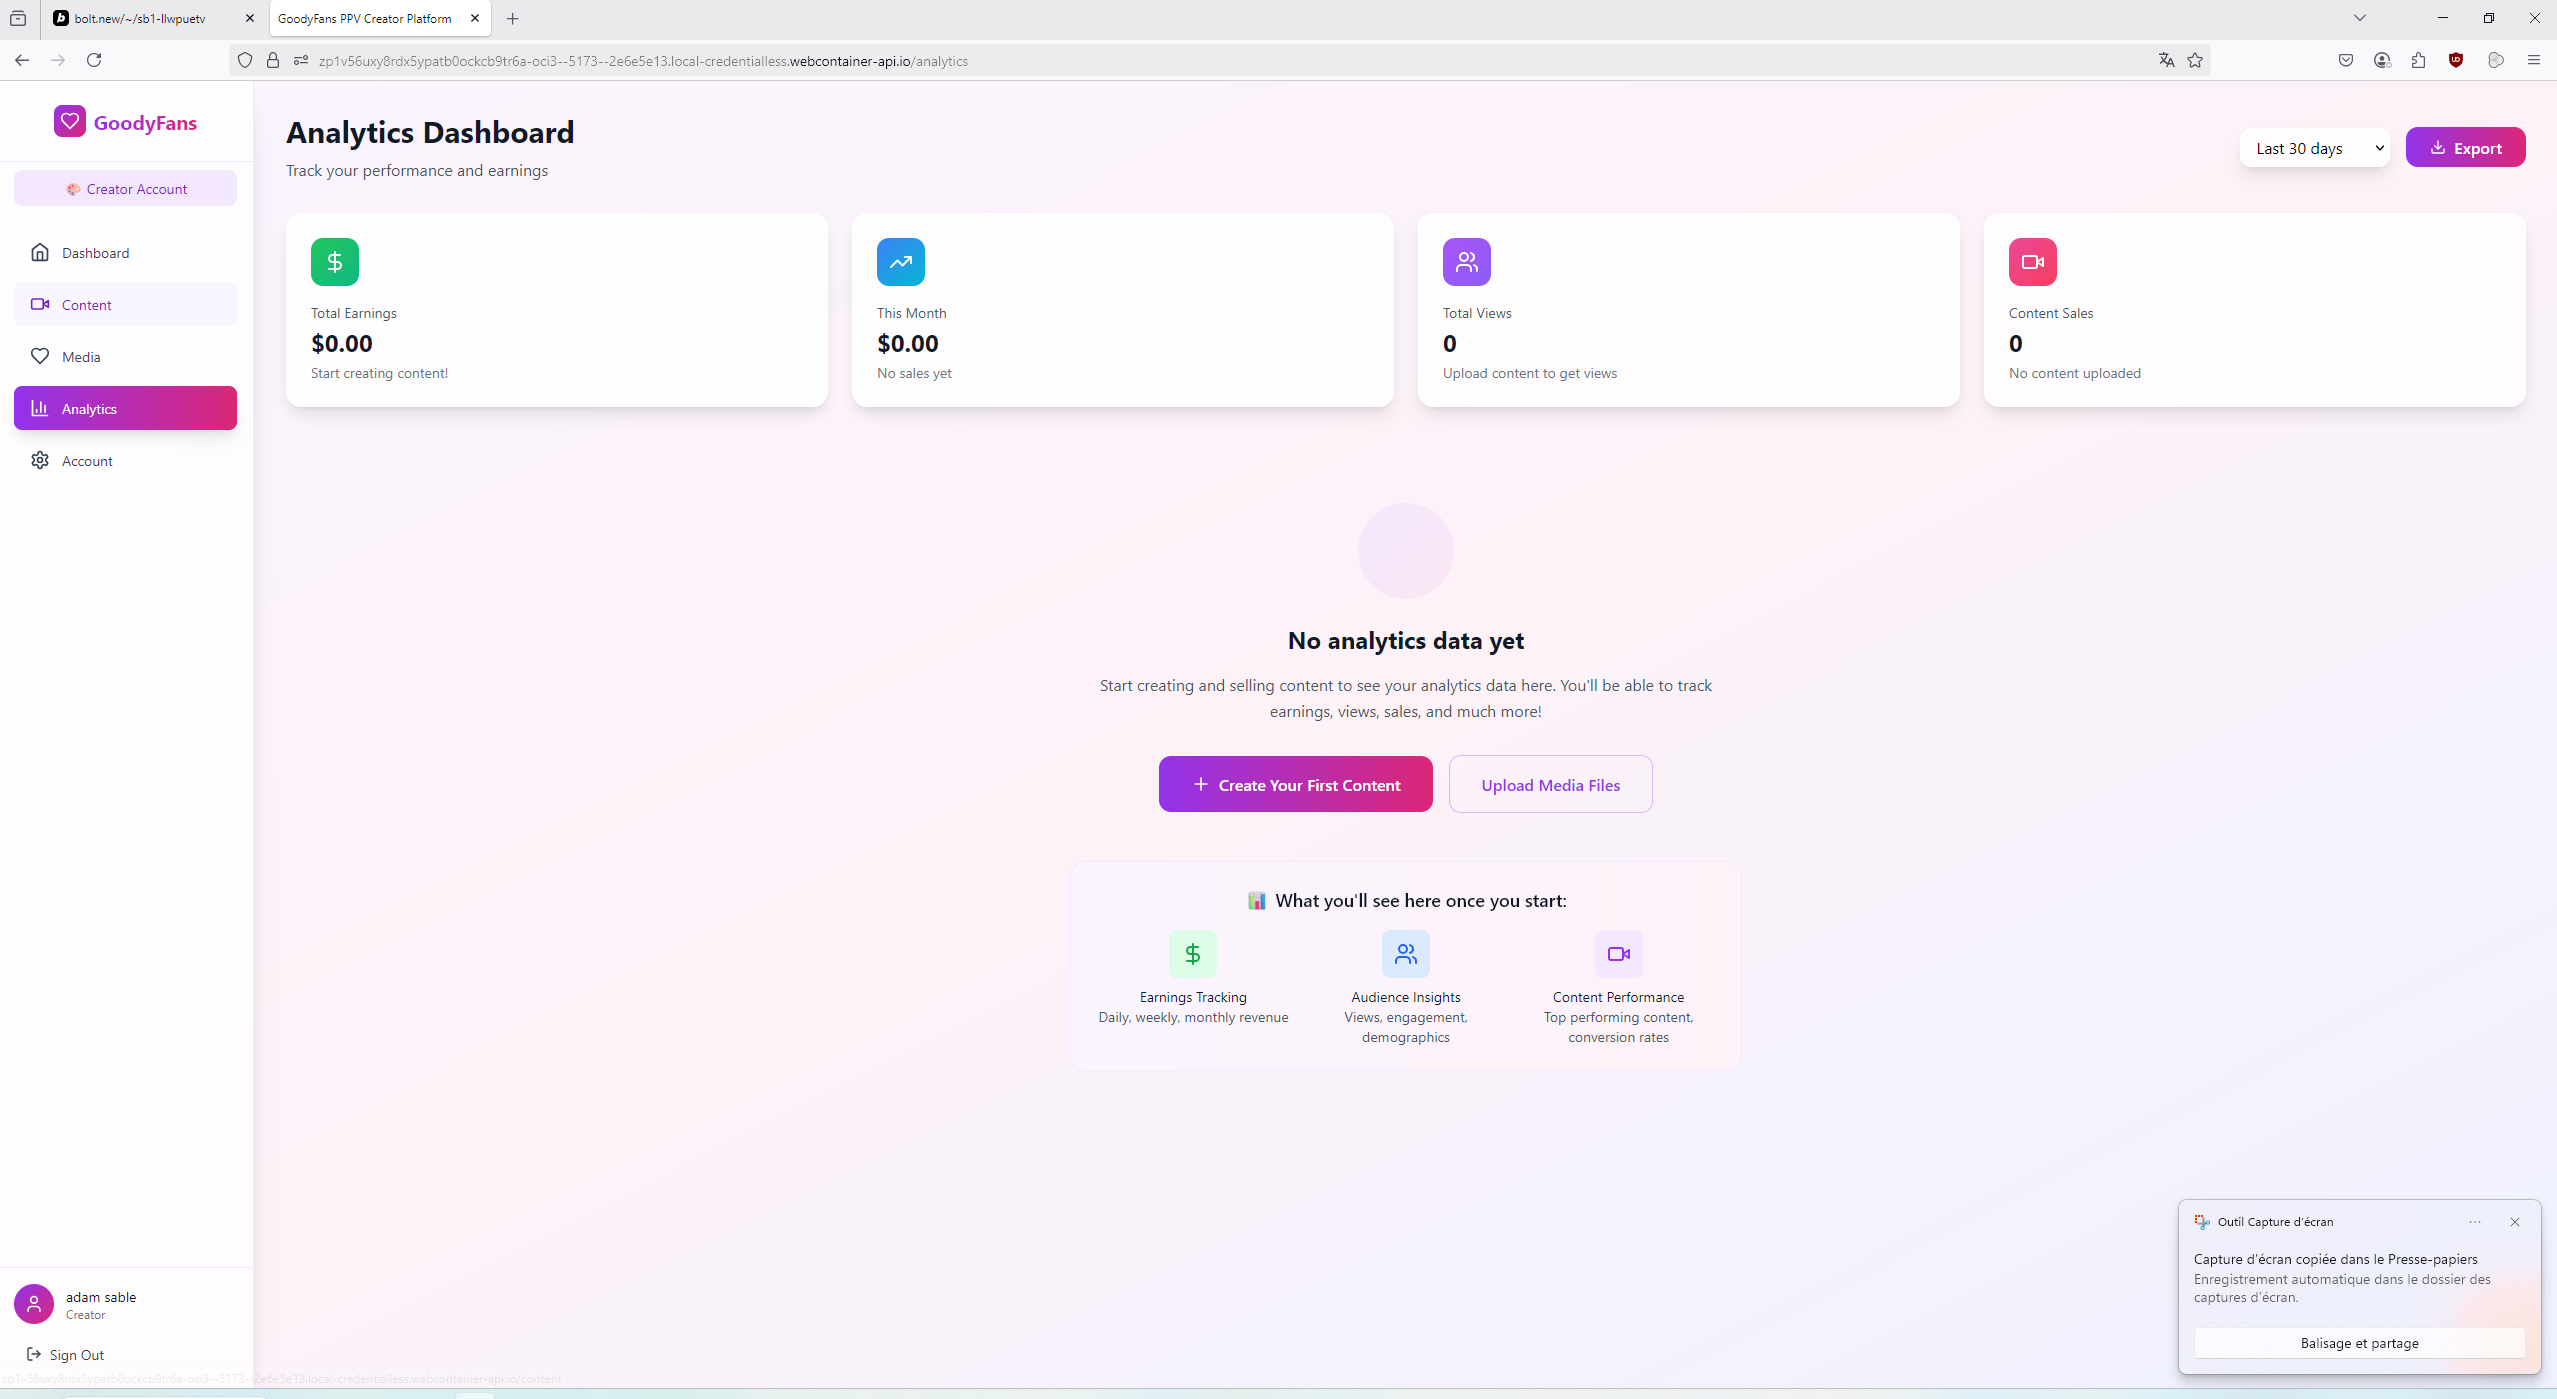 bolt.new/~/sb1-llwpuetv
GoodyFans PPV Creator Platform
zp1v56uxy8rdx5ypatb0ockcb9tr6a-oci3--5173--2e6e5e13.local-credentialless.webcontainer-api.io/analytics
GoodyFans
Creator Account
Dashboard
Content
Media
Analytics
Account
Analytics Dashboard
Track your performance and earnings
Last 30 days
Export
Total Earnings
$0.00
Start creating content!
This Month
$0.00
No sales yet
Total Views
0
Upload content to get views
Content Sales
0
No content uploaded
No analytics data yet
Start creating and selling content to see your analytics data here. You'll be able to track
earnings, views, sales, and much more!
Create Your First Content
Upload Media Files
What you'll see here once you start:
Earnings Tracking
Daily, weekly, monthly revenue
Audience Insights
Views, engagement,
demographics
Content Performance
Top performing content,
conversion rates
adam sable
Creator
Sign Out
zp1v56uxy8rdx5ypatb0ockcb9tr6a-oci3--5173--2e6e5e13.local-credentialless.webcontainer-api.io/content
Outil Capture d'écran
Capture d'écran copiée dans le Presse-papiers
Enregistrement automatique dans le dossier des
captures d'écran.
Balisage et partage